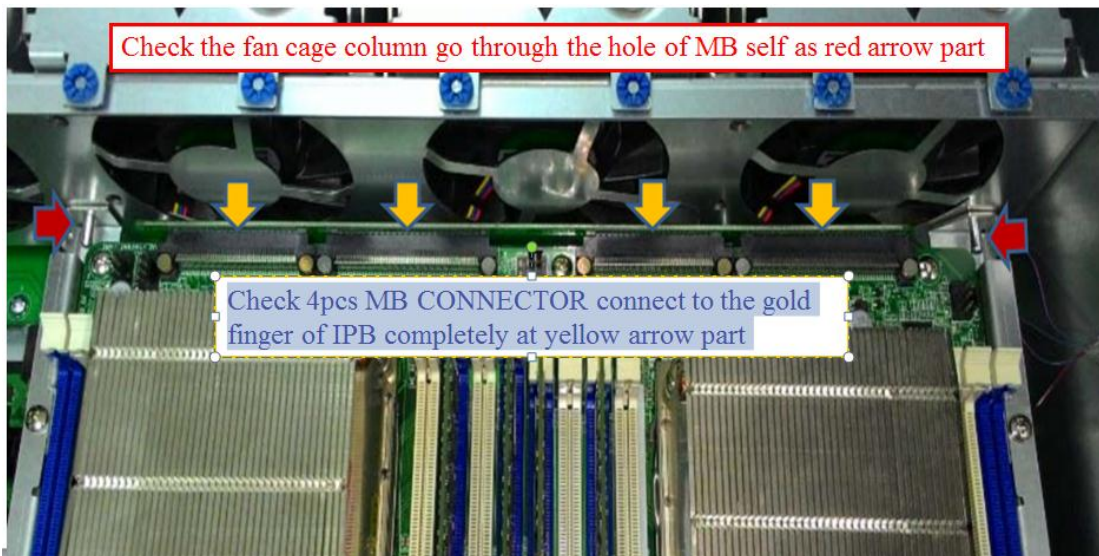 Check the fan cage column go through the hole of MB self as red arrow part
Check 4pcs MB CONNECTOR connect to the gold
finger of IPB completely at yellow arrow part